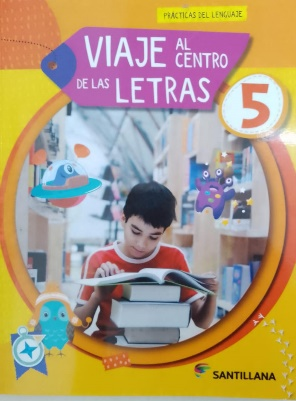 PRÁCTICAS DEL LENGUAJE
VIAJE AL CENTRO
DE LAS LETRAS
5
SANTILLANA